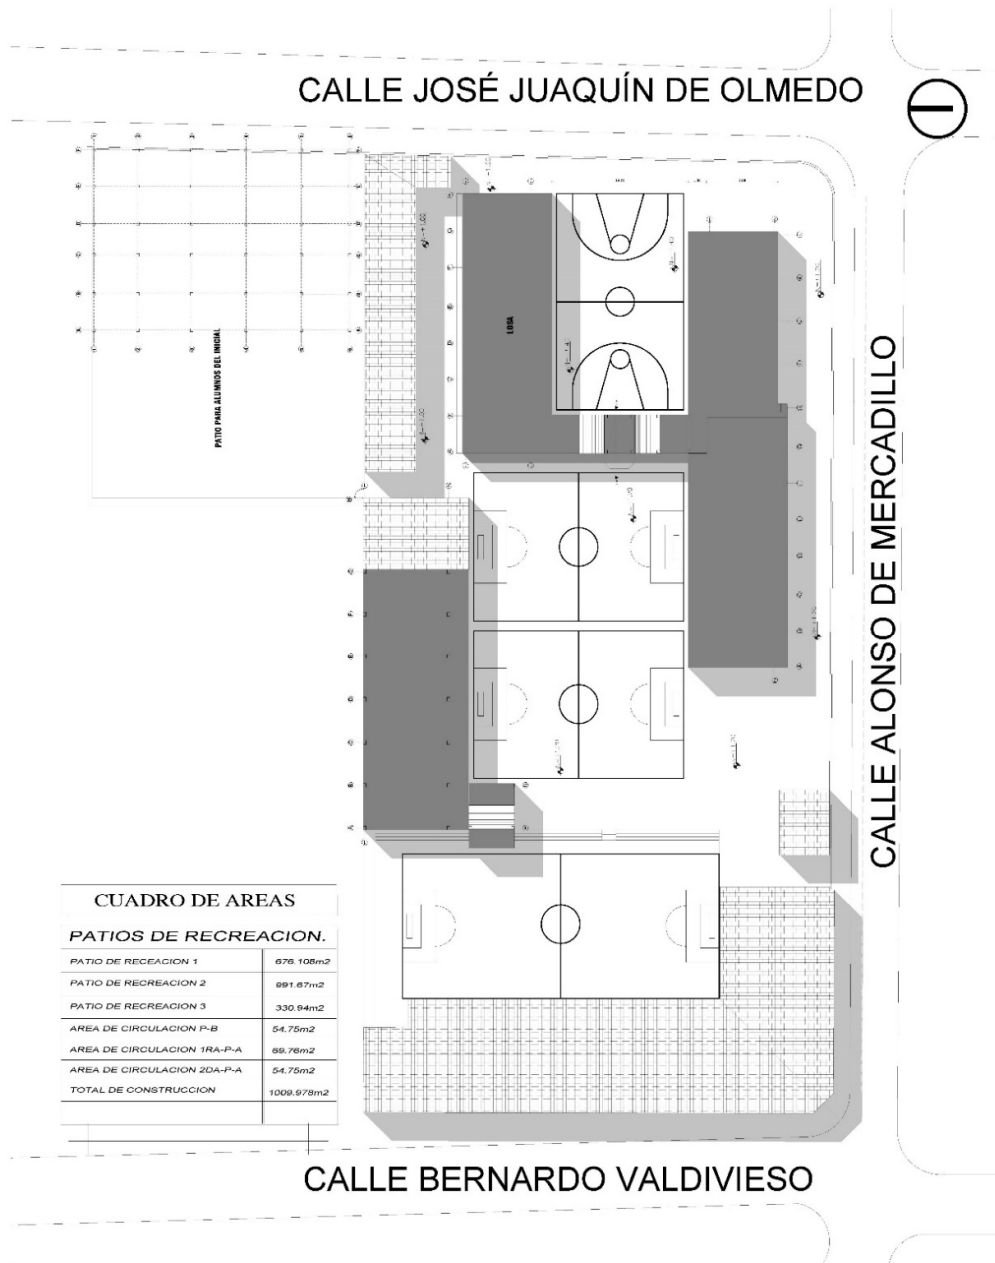 CALLE JOSÉ JUAQUÍN DE OLMEDO
LOSA
PATIO PARA ALUMNOS DEL INICIAL
CALLE ALONSO DE MERCADILLO
CUADRO DE AREAS
PATIOS DE RECREACION.
PATIO DE RECEACION 1 676.108m2
PATIO DE RECREACION 2 991.67m2
PATIO DE RECREACION 3 330.94m2
AREA DE CIRCULACION P-B 54.75m2
AREA DE CIRCULACION 1RA-P-A 69.76m2
AREA DE CIRCULACION 2DA-P-A 54.75m2
TOTAL DE CONSTRUCCION 1009.978m2
CALLE BERNARDO VALDIVIESO